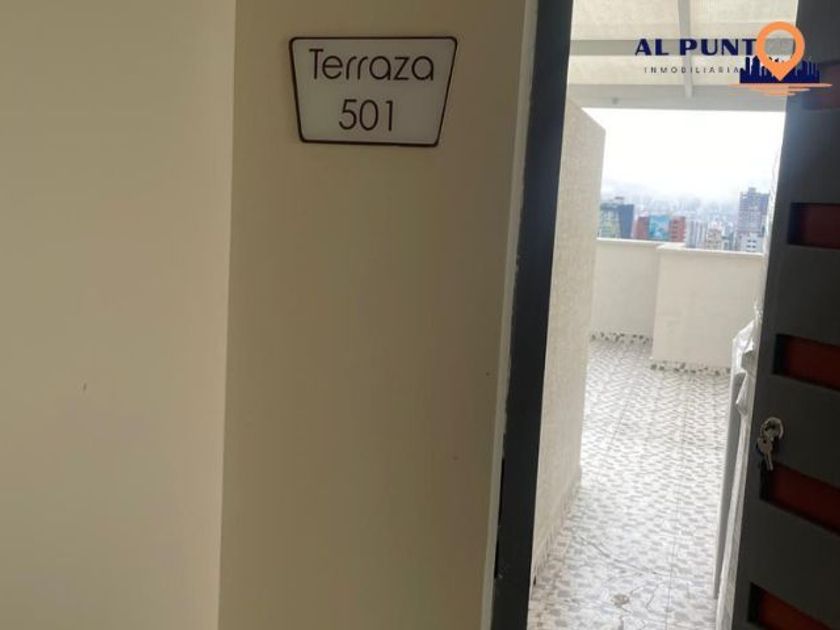 Terraza
501
AL PUNTO
INMOBILIARIA